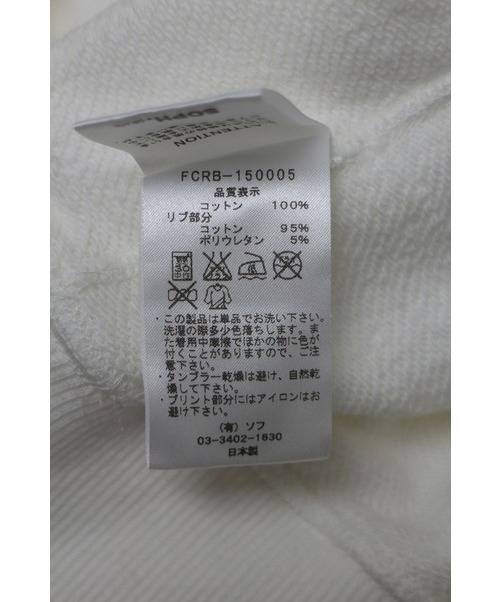 SOPH.
ATTENTION
FCRB-150005
品質表示
コットン 100%
リブ部分
コットン 95%
ポリウレタン 5%
・この製品は単品でお洗い下さい。
洗濯の際多少色落ちします。ま
た着用中摩擦でほかの物に色が
付くことがありますので、ご注
意下さい。
・タンブラー乾燥は避け、自然乾
燥して下さい。
・プリント部分にはアイロンはお
避け下さい。
(有)ソフ
03-3402-1830
日本製